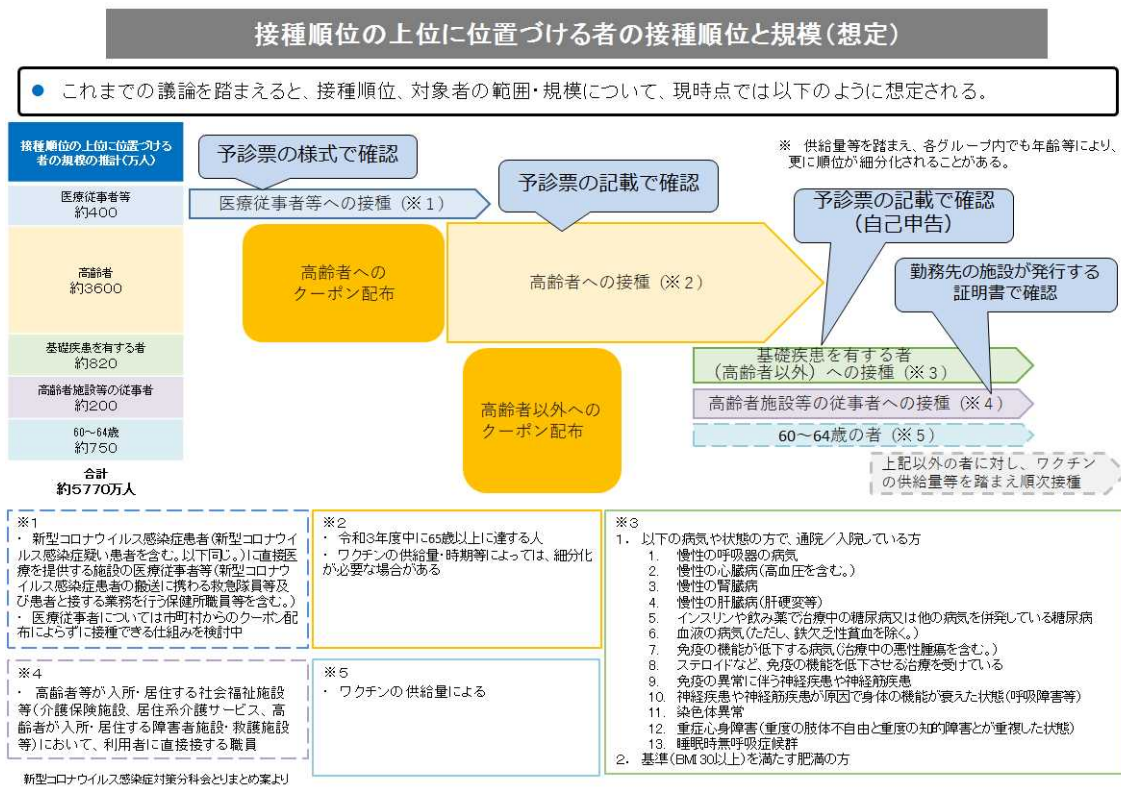 接種順位の上位に位置づける者の接種順位と規模(想定)
● これまでの議論を踏まえると、接種順位、対象者の範囲・規模について、現時点では以下のように想定される。
接種順位の上位に位置づける
者の規模の推計(万人)
予診票の様式で確認
※ 供給量等を踏まえ、各グループ内でも年齢等により、
更に順位が細分化されることがある。
医療従事者等
約400
医療従事者等への接種(※1)
予診票の記載で確認
予診票の記載で確認
(自己申告)
高齢者
約3600
高齢者への
クーポン配布
高齢者への接種(※2)
勤務先の施設が発行する
証明書で確認
基礎疾患を有する者
約820
基礎疾患を有する者
(高齢者以外)への接種(※3)
高齢者施設等の従事者
約200
高齢者以外への
クーポン配布
高齢者施設等の従事者への接種(※4)
60~64歳
約750
60~64歳の者(※5)
合計
約5770万人
上記以外の者に対し、ワクチン
の供給量等を踏まえ順次接種
※1
・ 新型コロナウイルス感染症患者(新型コロナウイ
ルス感染症疑い患者を含む。以下同じ。)に直接医
療を提供する施設の医療従事者等(新型コロナウ
イルス感染症患者の搬送に携わる救急隊員等及
び患者と接する業務を行う保健所職員等を含む。)
・ 医療従事者については市町村からのクーポン配
布によらずに接種できる仕組みを検討中
※2
・ 令和3年度中に65歳以上に達する人
・ ワクチンの供給量・時期等によっては、細分化
が必要な場合がある
※3
1. 以下の病気や状態の方で、通院/入院している方
1. 慢性の呼吸器の病気
2. 慢性の心臓病(高血圧を含む。)
3. 慢性の腎臓病
4. 慢性の肝臓病(肝硬変等)
5. インスリンや飲み薬で治療中の糖尿病又は他の病気を併発している糖尿病
6. 血液の病気(ただし、鉄欠乏性貧血を除く。)
7. 免疫の機能が低下する病気(治療中の悪性腫瘍を含む。)
8. ステロイドなど、免疫の機能を低下させる治療を受けている
9. 免疫の異常に伴う神経疾患や神経筋疾患
10. 神経疾患や神経筋疾患が原因で身体の機能が衰えた状態(呼吸障害等)
11. 染色体異常
12. 重症心身障害(重度の肢体不自由と重度の知的障害とが重複した状態)
13. 睡眠時無呼吸症候群
2. 基準(BMI30以上)を満たす肥満の方
※4
・ 高齢者等が入所・居住する社会福祉施設
等(介護保険施設、居住系介護サービス、高
齢者が入所・居住する障害者施設・救護施設
等)において、利用者に直接接する職員
※5
・ ワクチンの供給量による
新型コロナウイルス感染症対策分科会とりまとめ案より